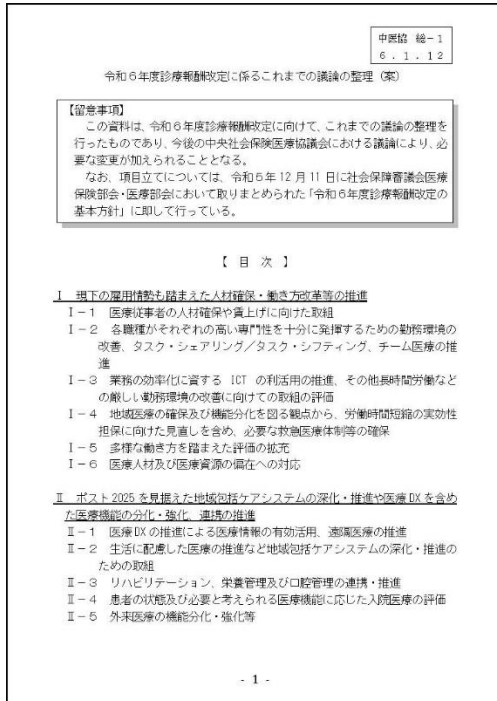 中医協 総-1
6.1.12
令和6年度診療報酬改定に係るこれまでの議論の整理（案）
【留意事項】
この資料は、令和6年度診療報酬改定に向けて、これまでの議論の整理を
行ったものであり、今後の中央社会保険医療協議会における議論により、必
要な変更が加えられることとなる。
なお、項目立てについては、令和5年12月11日に社会保障審議会医療
保険部会・医療部会において取りまとめられた「令和6年度診療報酬改定の
基本方針」に即して行っている。
【目次】
Ⅰ 現下の雇用情勢も踏まえた人材確保・働き方改革等の推進
Ⅰ-1 医療従事者の人材確保や賃上げに向けた取組
Ⅰ-2 各職種がそれぞれの高い専門性を十分に発揮するための勤務環境の
改善、タスク・シェアリング／タスク・シフティング、チーム医療の推
進
Ⅰ-3 業務の効率化に資する ICT の利活用の推進、その他長時間労働など
の厳しい勤務環境の改善に向けての取組の評価
Ⅰ-4 地域医療の確保及び機能分化を図る観点から、労働時間短縮の実効性
担保に向けた見直しを含め、必要な救急医療体制等の確保
Ⅰ-5 多様な働き方を踏まえた評価の拡充
Ⅰ-6 医療人材及び医療資源の偏在への対応
Ⅱ ポスト2025を見据えた地域包括ケアシステムの深化・推進や医療DXを含め
た医療機能の分化・強化、連携の推進
Ⅱ-1 医療DXの推進による医療情報の有効活用、遠隔医療の推進
Ⅱ-2 生活に配慮した医療の推進など地域包括ケアシステムの深化・推進の
ための取組
Ⅱ-3 リハビリテーション、栄養管理及び口腔管理の連携・推進
Ⅱ-4 患者の状態及び必要と考えられる医療機能に応じた入院医療の評価
Ⅱ-5 外来医療の機能分化・強化等
- 1 -